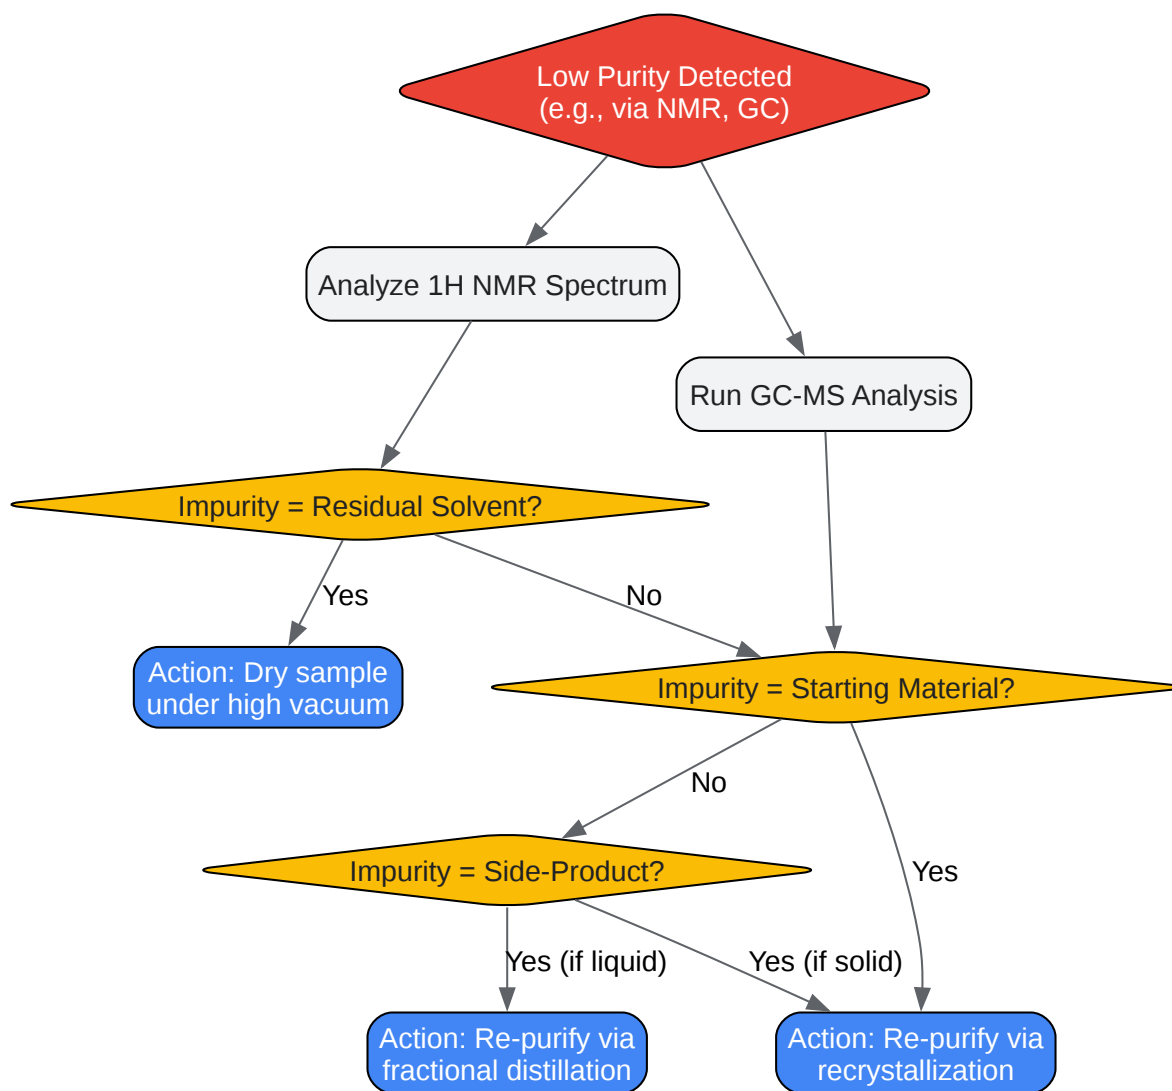 Low Purity Detected
(e.g., via NMR, GC)
Analyze 1H NMR Spectrum
Run GC-MS Analysis
Impurity = Residual Solvent?
Yes
No
Action: Dry sample
under high vacuum
Impurity = Starting Material?
No
Impurity = Side-Product?
Yes
Yes (if liquid)
Yes (if solid)
Action: Re-purify via
fractional distillation
Action: Re-purify via
recrystallization